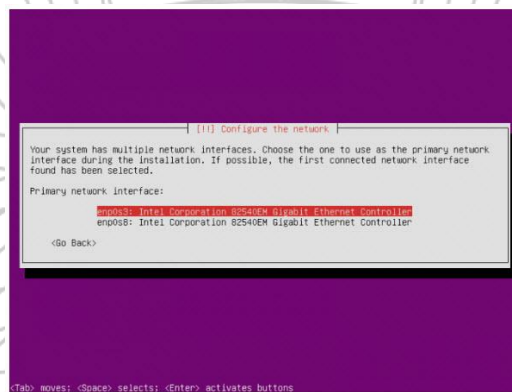 [!!] Configure the network
Your system has multiple network interfaces. Choose the one to use as the primary network
interface during the installation. If possible, the first connected network interface
found has been selected.
Primary network interface:
enp0s3: Intel Corporation 82540EM Gigabit Ethernet Controller
enp0s8: Intel Corporation 82540EM Gigabit Ethernet Controller
<Go Back>
<Tab> moves; <Space> selects; <Enter> activates buttons